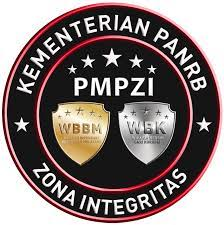 KEMENTERIAN PANRB
PMPZI
WBBM
WBK
ZONA INTEGRITAS